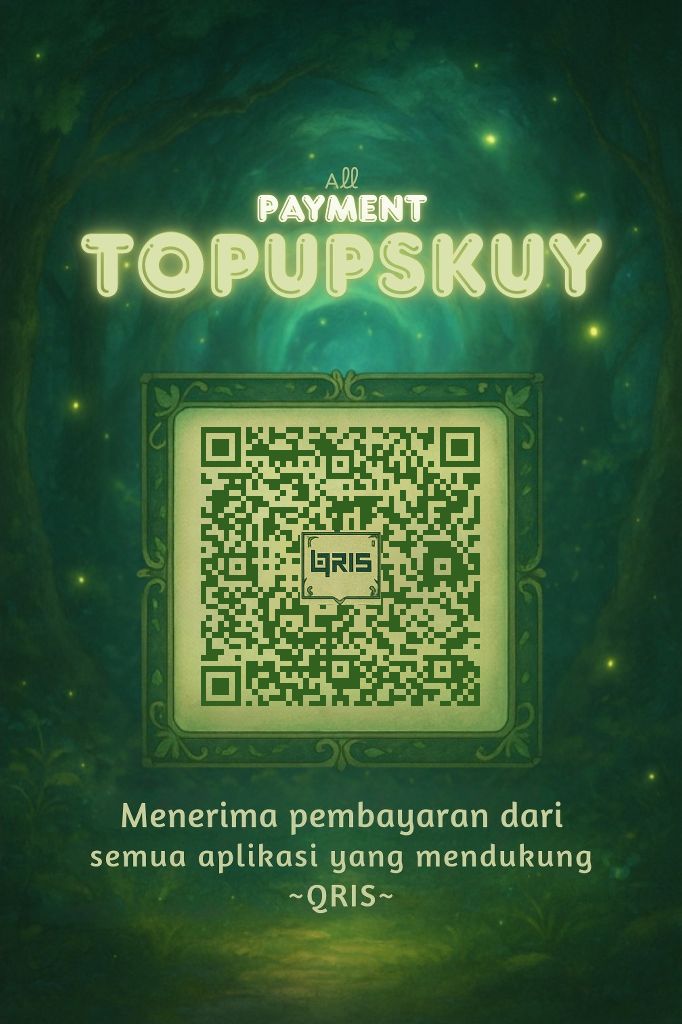 All
PAYMENT
TOPUPSKUY
QRIS
Menerima pembayaran dari
semua aplikasi yang mendukung
~QRIS~